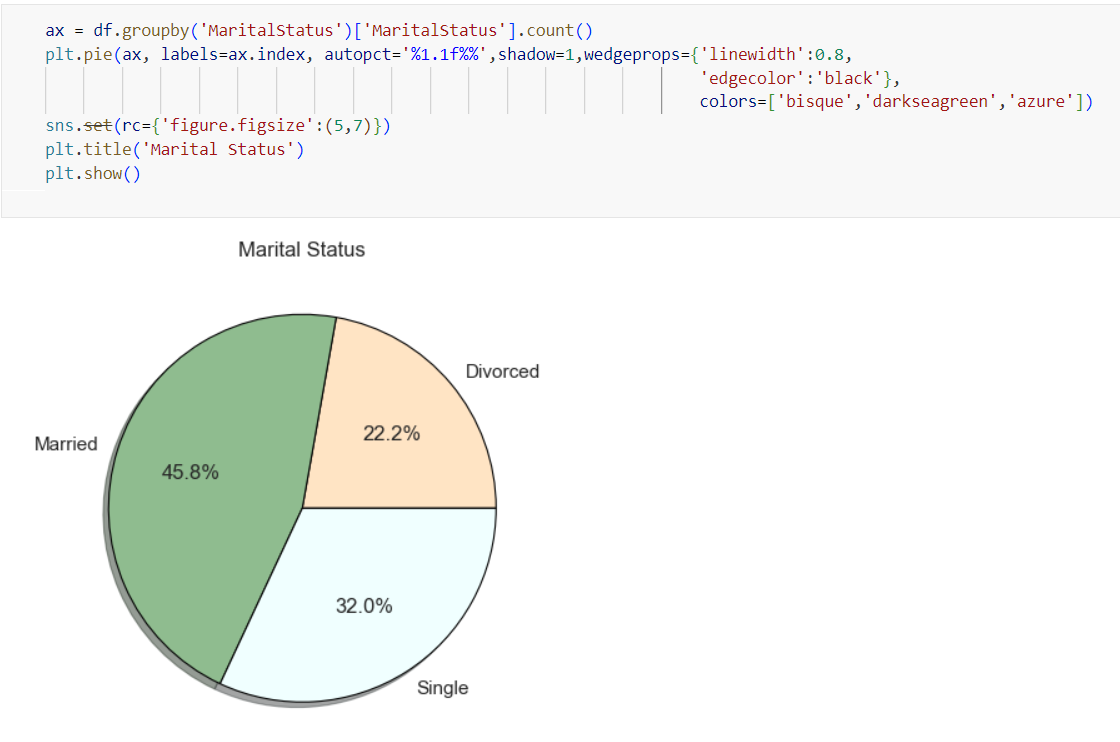 ax = df.groupby('MaritalStatus')['MaritalStatus'].count()
plt.pie(ax, labels=ax.index, autopct='%1.1f%%',shadow=1,wedgeprops={'linewidth':0.8,
'edgecolor':'black'},
colors=['bisque','darkseagreen','azure'])
sns.set(rc={'figure.figsize':(5,7)})
plt.title('Marital Status')
plt.show()
Marital Status
Divorced
22.2%
Married
45.8%
32.0%
Single